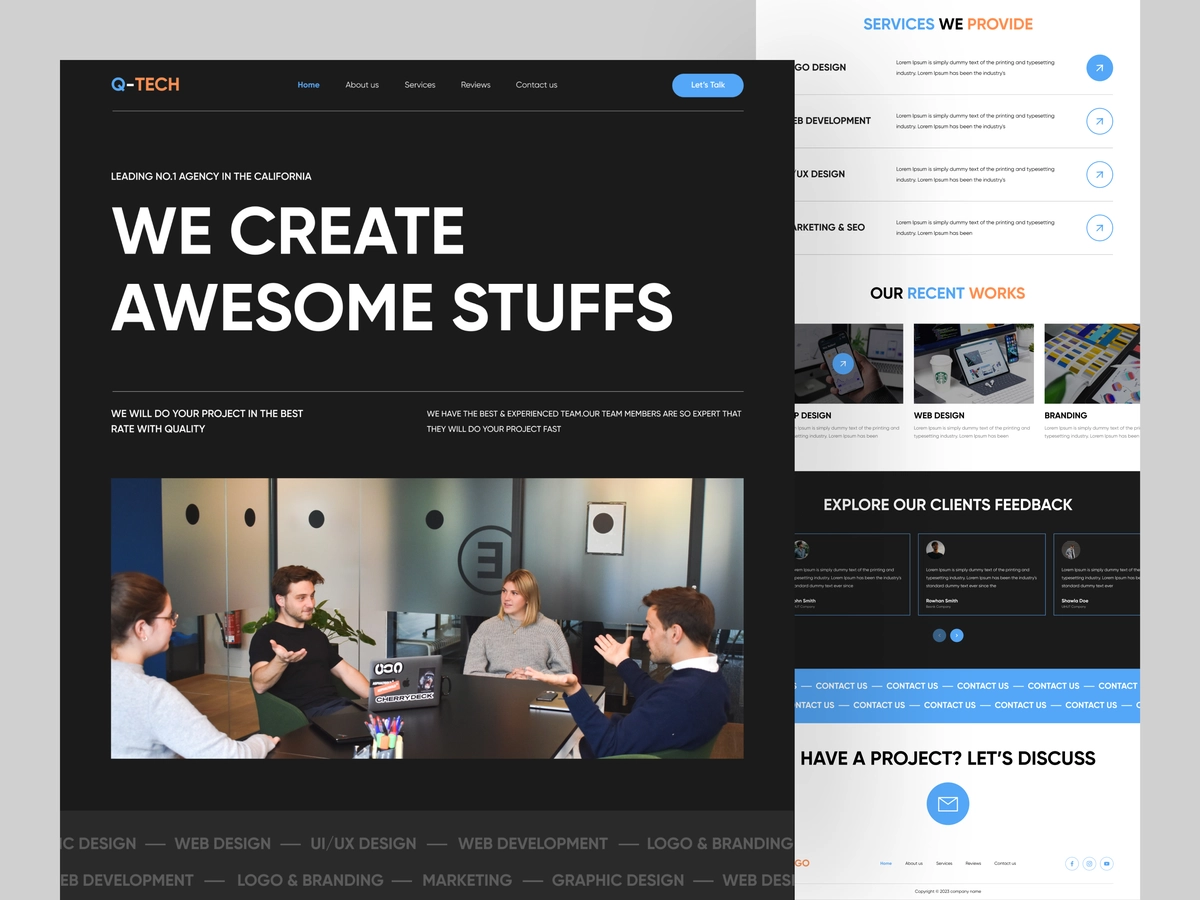 Q-TECH
Home
About us
Services
Reviews
Contact us
Let's Talk
LEADING NO.1 AGENCY IN THE CALIFORNIA
WE CREATE
AWESOME STUFFS
WE WILL DO YOUR PROJECT IN THE BEST
RATE WITH QUALITY
WE HAVE THE BEST & EXPERIENCED TEAM.OUR TEAM MEMBERS ARE SO EXPERT THAT
THEY WILL DO YOUR PROJECT FAST
CHERRY DECK
IC DESIGN — WEB DESIGN — UI/UX DESIGN — WEB DEVELOPMENT — LOGO & BRANDING
EB DEVELOPMENT — LOGO & BRANDING — MARKETING — GRAPHIC DESIGN — WEB DESI
SERVICES WE PROVIDE
GO DESIGN
Lorem Ipsum is simply dummy text of the printing and typesetting
industry. Lorem Ipsum has been the industry's
EB DEVELOPMENT
Lorem Ipsum is simply dummy text of the printing and typesetting
industry. Lorem Ipsum has been the industry's
/UX DESIGN
Lorem Ipsum is simply dummy text of the printing and typesetting
industry. Lorem Ipsum has been the industry's
ARKETING & SEO
Lorem Ipsum is simply dummy text of the printing and typesetting
industry. Lorem Ipsum has been
OUR RECENT WORKS
P DESIGN
Lorem Ipsum is simply dummy text of the printing and
typesetting industry. Lorem Ipsum has been
WEB DESIGN
Lorem Ipsum is simply dummy text of the printing and
typesetting industry. Lorem Ipsum has been
BRANDING
Lorem Ipsum is simply dummy text of the pri
typesetting industry. Lorem Ipsum has been
EXPLORE OUR CLIENTS FEEDBACK
Lorem Ipsum is simply dummy text of the printing and
typesetting industry. Lorem Ipsum has been the industry's
standard dummy text ever since
hn Smith
Company
Lorem Ipsum is simply dummy text of the printing and
typesetting industry. Lorem Ipsum has been the industry's
standard dummy text ever since the
Rawhan Smith
Company
Lorem Ipsum is simply dummy text of the
typesetting industry. Lorem Ipsum has be
standard dummy text ever
Shawla Doe
Company
S — CONTACT US — CONTACT US — CONTACT US — CONTACT US — CONTACT
NTACT US — CONTACT US — CONTACT US — CONTACT US — CONTACT US — C
HAVE A PROJECT? LET'S DISCUSS
GO
Home
About us
Services
Reviews
Contact us
Copyright © 2023 company name